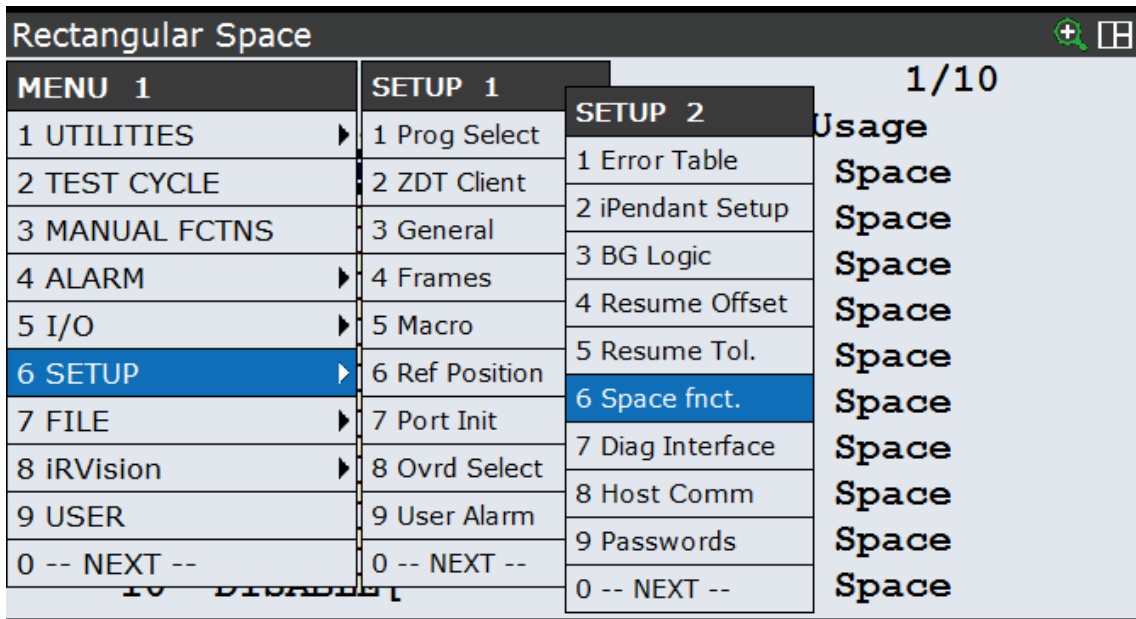 Rectangular Space
1/10
MENU 1
1 UTILITIES
2 TEST CYCLE
3 MANUAL FCTNS
4 ALARM
5 I/O
6 SETUP
7 FILE
8 iRVision
9 USER
0 -- NEXT --
SETUP 1
1 Prog Select
2 ZDT Client
3 General
4 Frames
5 Macro
6 Ref Position
7 Port Init
8 Ovrd Select
9 User Alarm
0 -- NEXT --
SETUP 2
1 Error Table
2 iPendant Setup
3 BG Logic
4 Resume Offset
5 Resume Tol.
6 Space fnct.
7 Diag Interface
8 Host Comm
9 Passwords
0 -- NEXT --
Usage
Space
Space
Space
Space
Space
Space
Space
Space
Space
10 DISABLE[ Space